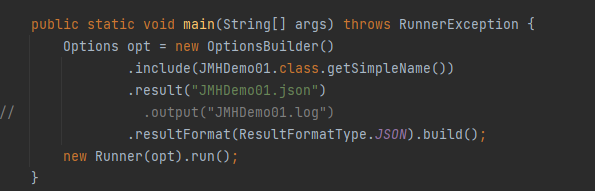 public static void main(String[] args) throws RunnerException {
    Options opt = new OptionsBuilder()
            .include(JMHDemo01.class.getSimpleName())
            .result("JMHDemo01.json")
//                .output("JMHDemo01.log")
            .resultFormat(ResultFormatType.JSON).build();
    new Runner(opt).run();
}